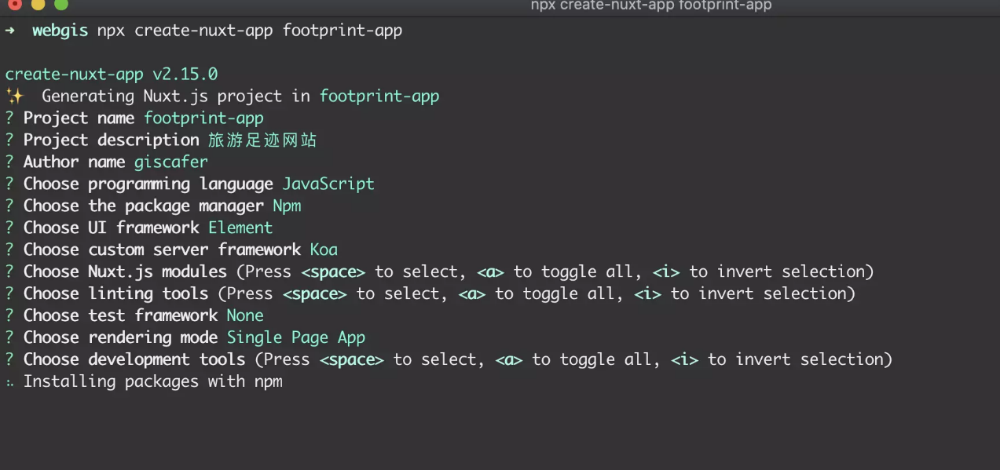 npx create-nuxt-app footprint-app
➜ webgis npx create-nuxt-app footprint-app
create-nuxt-app v2.15.0
✨ Generating Nuxt.js project in footprint-app
? Project name footprint-app
? Project description 旅游足迹网站
? Author name giscafer
? Choose programming language JavaScript
? Choose the package manager Npm
? Choose UI framework Element
? Choose custom server framework Koa
? Choose Nuxt.js modules (Press <space> to select, <a> to toggle all, <i> to invert selection)
? Choose linting tools (Press <space> to select, <a> to toggle all, <i> to invert selection)
? Choose test framework None
? Choose rendering mode Single Page App
? Choose development tools (Press <space> to select, <a> to toggle all, <i> to invert selection)
⠦ Installing packages with npm